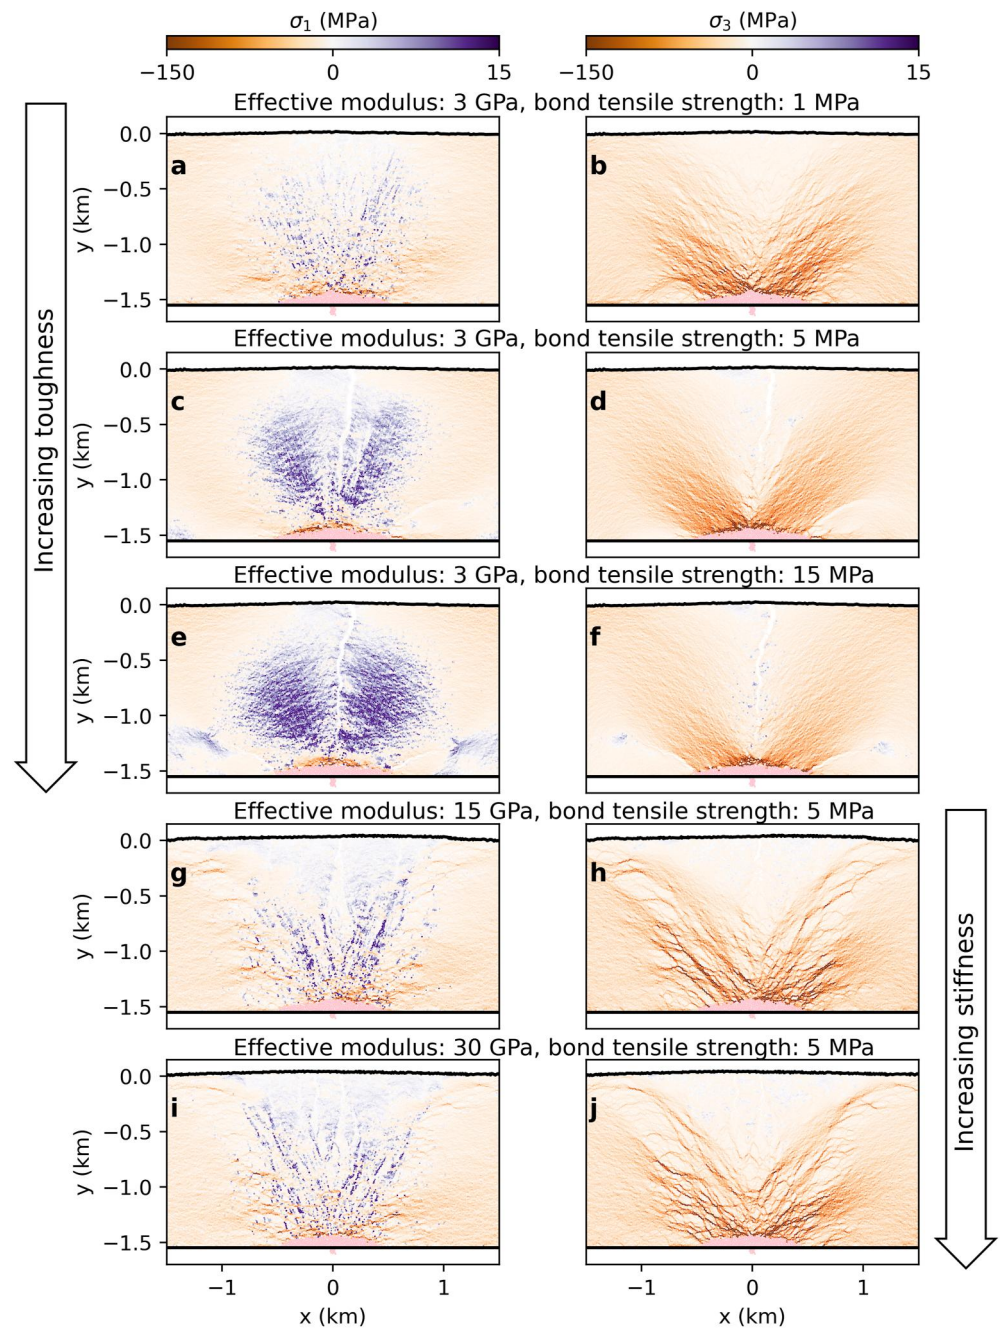 σ1 (MPa) σ3 (MPa)
−150 0 15 −150 0 15
Effective modulus: 3 GPa, bond tensile strength: 1 MPa
0.0
a b
−0.5
y (km)
−1.0
−1.5
Effective modulus: 3 GPa, bond tensile strength: 5 MPa
0.0
c d
−0.5
y (km)
−1.0
−1.5
Increasing toughness
Effective modulus: 3 GPa, bond tensile strength: 15 MPa
0.0
e f
−0.5
y (km)
−1.0
−1.5
Effective modulus: 15 GPa, bond tensile strength: 5 MPa
0.0
g h
−0.5
y (km)
−1.0
−1.5
Increasing stiffness
Effective modulus: 30 GPa, bond tensile strength: 5 MPa
0.0
i j
−0.5
y (km)
−1.0
−1.5
−1 0 1 −1 0 1
x (km) x (km)